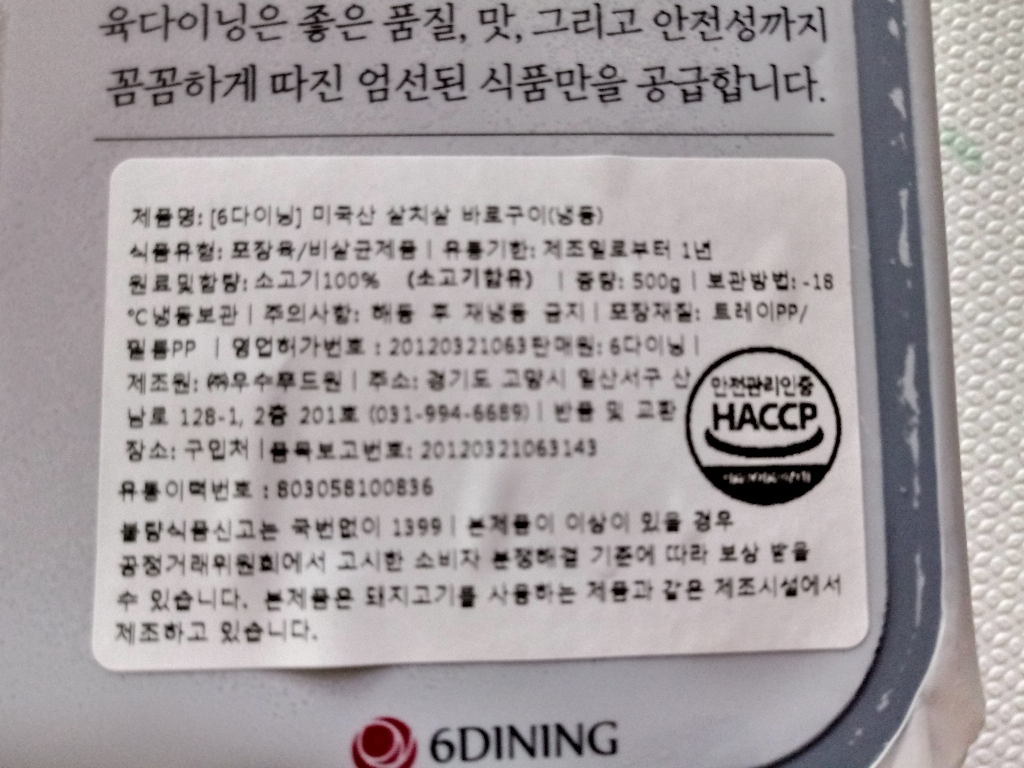 육다이닝은 좋은 품질, 맛, 그리고 안전성까지
꼼꼼하게 따진 엄선된 식품만을 공급합니다.
제품명: [6다이닝] 미국산 살치살 바로구이(냉동)
식품유형: 포장육/비살균제품 | 유통기한: 제조일로부터 1년
원료및함량: 소고기100% (소고기함유) | 중량: 500g | 보관방법: -18
℃냉동보관 | 주의사항: 해동 후 재냉동 금지 | 포장재질: 트레이PP/
필름PP | 영업허가번호 : 20120321063판매원: 6다이닝 |
제조원: ㈜우수푸드원 | 주소: 경기도 고양시 일산서구 산
남로 128-1, 2층 201호 (031-994-6689) | 반품 및 교환
장소: 구입처 | 품목보고번호: 20120321063143
유통이력번호 : 803058100836
불량식품신고는 국번없이 1399 | 본제품이 이상이 있을 경우
공정거래위원회에서 고시한 소비자 분쟁해결 기준에 따라 보상 받을
수 있습니다. 본제품은 돼지고기를 사용하는 제품과 같은 제조시설에서
제조하고 있습니다.
안전관리인증
HACCP
6DINING